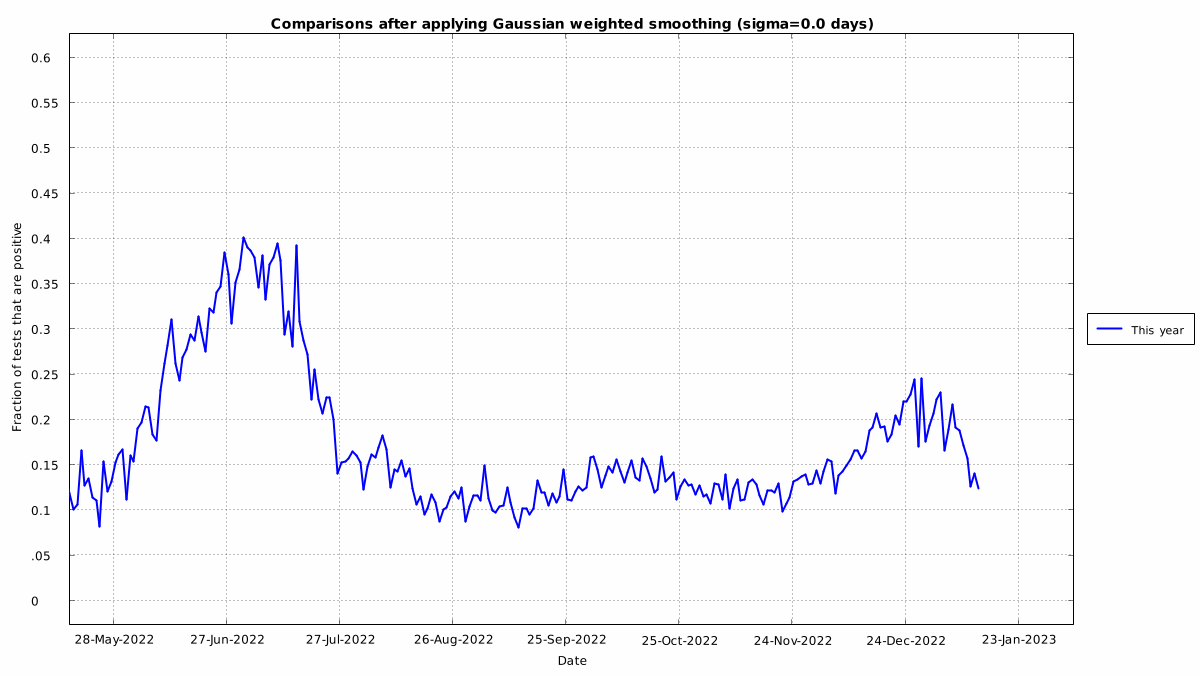 Comparisons after applying Gaussian weighted smoothing (sigma=0.0 days)
0.6
0.55
0.5
0.45
0.4
0.35
0.3
0.25
0.2
0.15
0.1
.05
0
Fraction of tests that are positive
28-May-2022 27-Jun-2022 27-Jul-2022 26-Aug-2022 25-Sep-2022 25-Oct-2022 24-Nov-2022 24-Dec-2022 23-Jan-2023
Date
This year